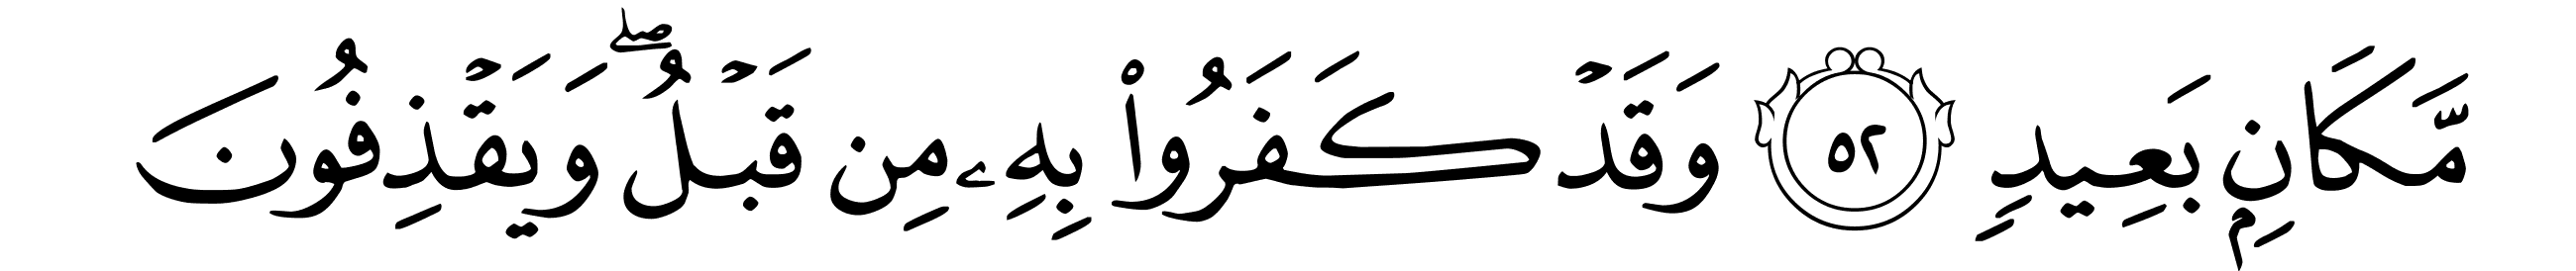 مَّكَانِۭ بَعِيدٍ ٥٢ وَقَدْ كَفَرُوا۟ بِهِۦ مِن قَبْلُ ۖ وَيَقْذِفُونَ